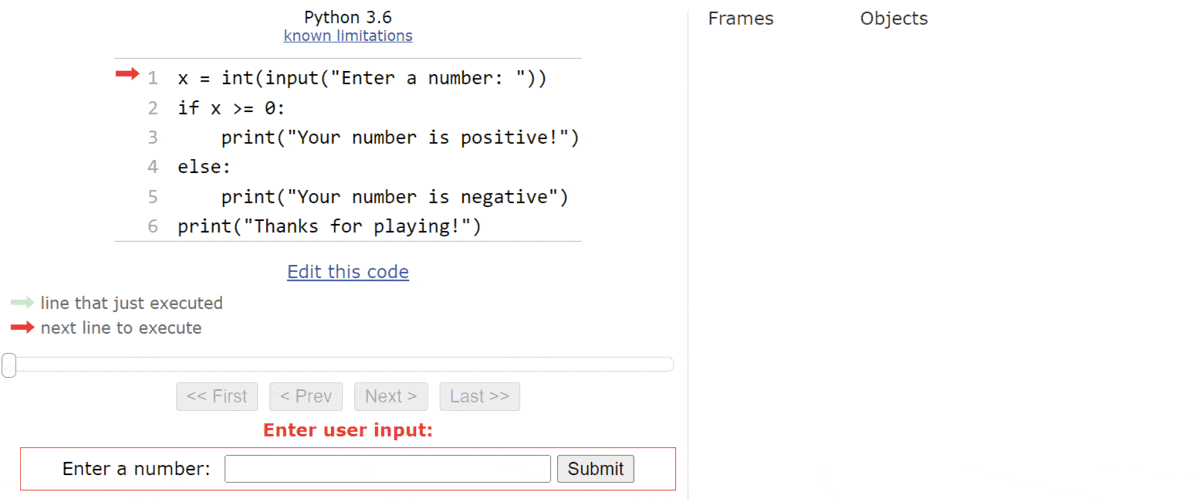 Python 3.6
known limitations
1 x = int(input("Enter a number: "))
2 if x >= 0:
3     print("Your number is positive!")
4 else:
5     print("Your number is negative")
6 print("Thanks for playing!")
Edit this code
line that just executed
next line to execute
<< First < Prev Next > Last >>
Enter user input:
Enter a number: Submit
Frames Objects